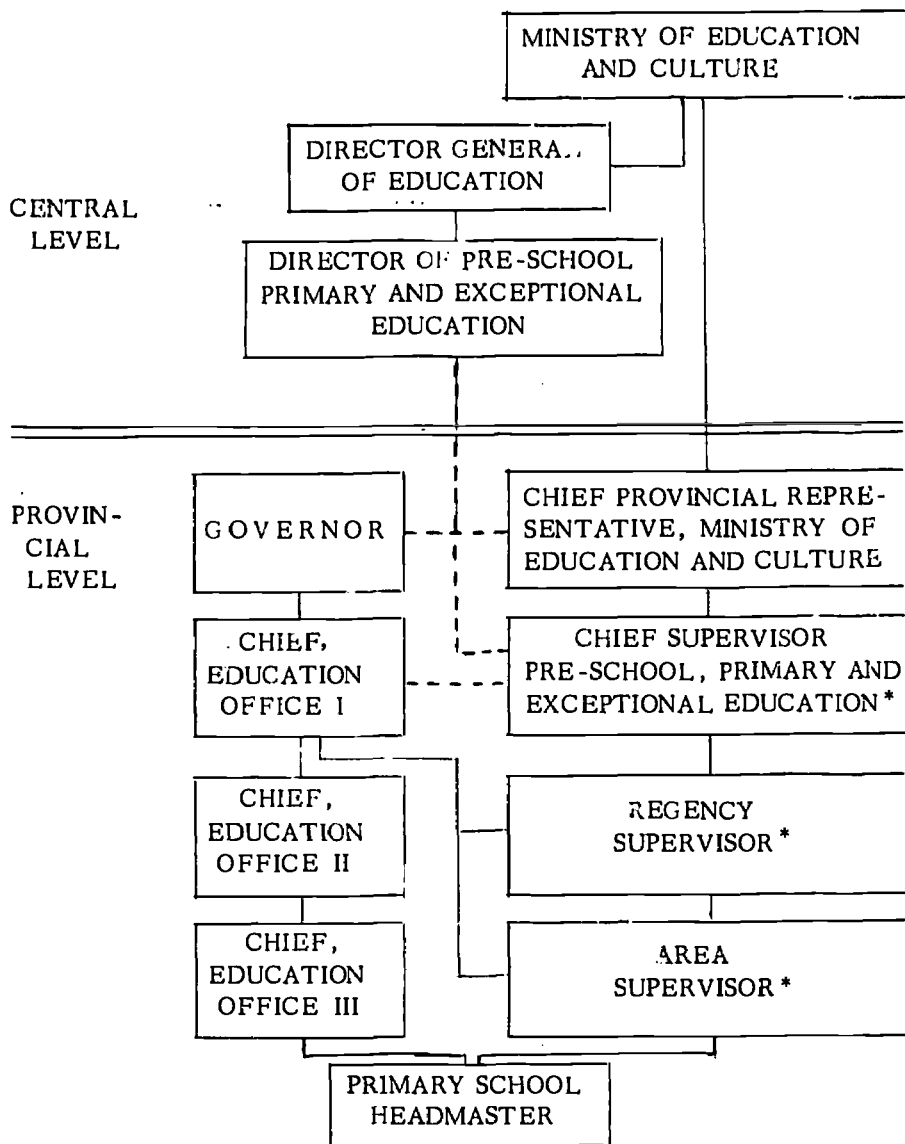 MINISTRY OF EDUCATION
AND CULTURE
DIRECTOR GENERA
OF EDUCATION
CENTRAL
LEVEL
DIRECTOR OF PRE-SCHOOL
PRIMARY AND EXCEPTIONAL
EDUCATION
PROVIN-
CIAL
LEVEL
GOVERNOR
CHIEF PROVINCIAL REPRE-
SENTATIVE, MINISTRY OF
EDUCATION AND CULTURE
CHIEF,
EDUCATION
OFFICE I
CHIEF SUPERVISOR
PRE-SCHOOL, PRIMARY AND
EXCEPTIONAL EDUCATION*
CHIEF,
EDUCATION
OFFICE II
REGENCY
SUPERVISOR*
CHIEF,
EDUCATION
OFFICE III
AREA
SUPERVISOR*
PRIMARY SCHOOL
HEADMASTER